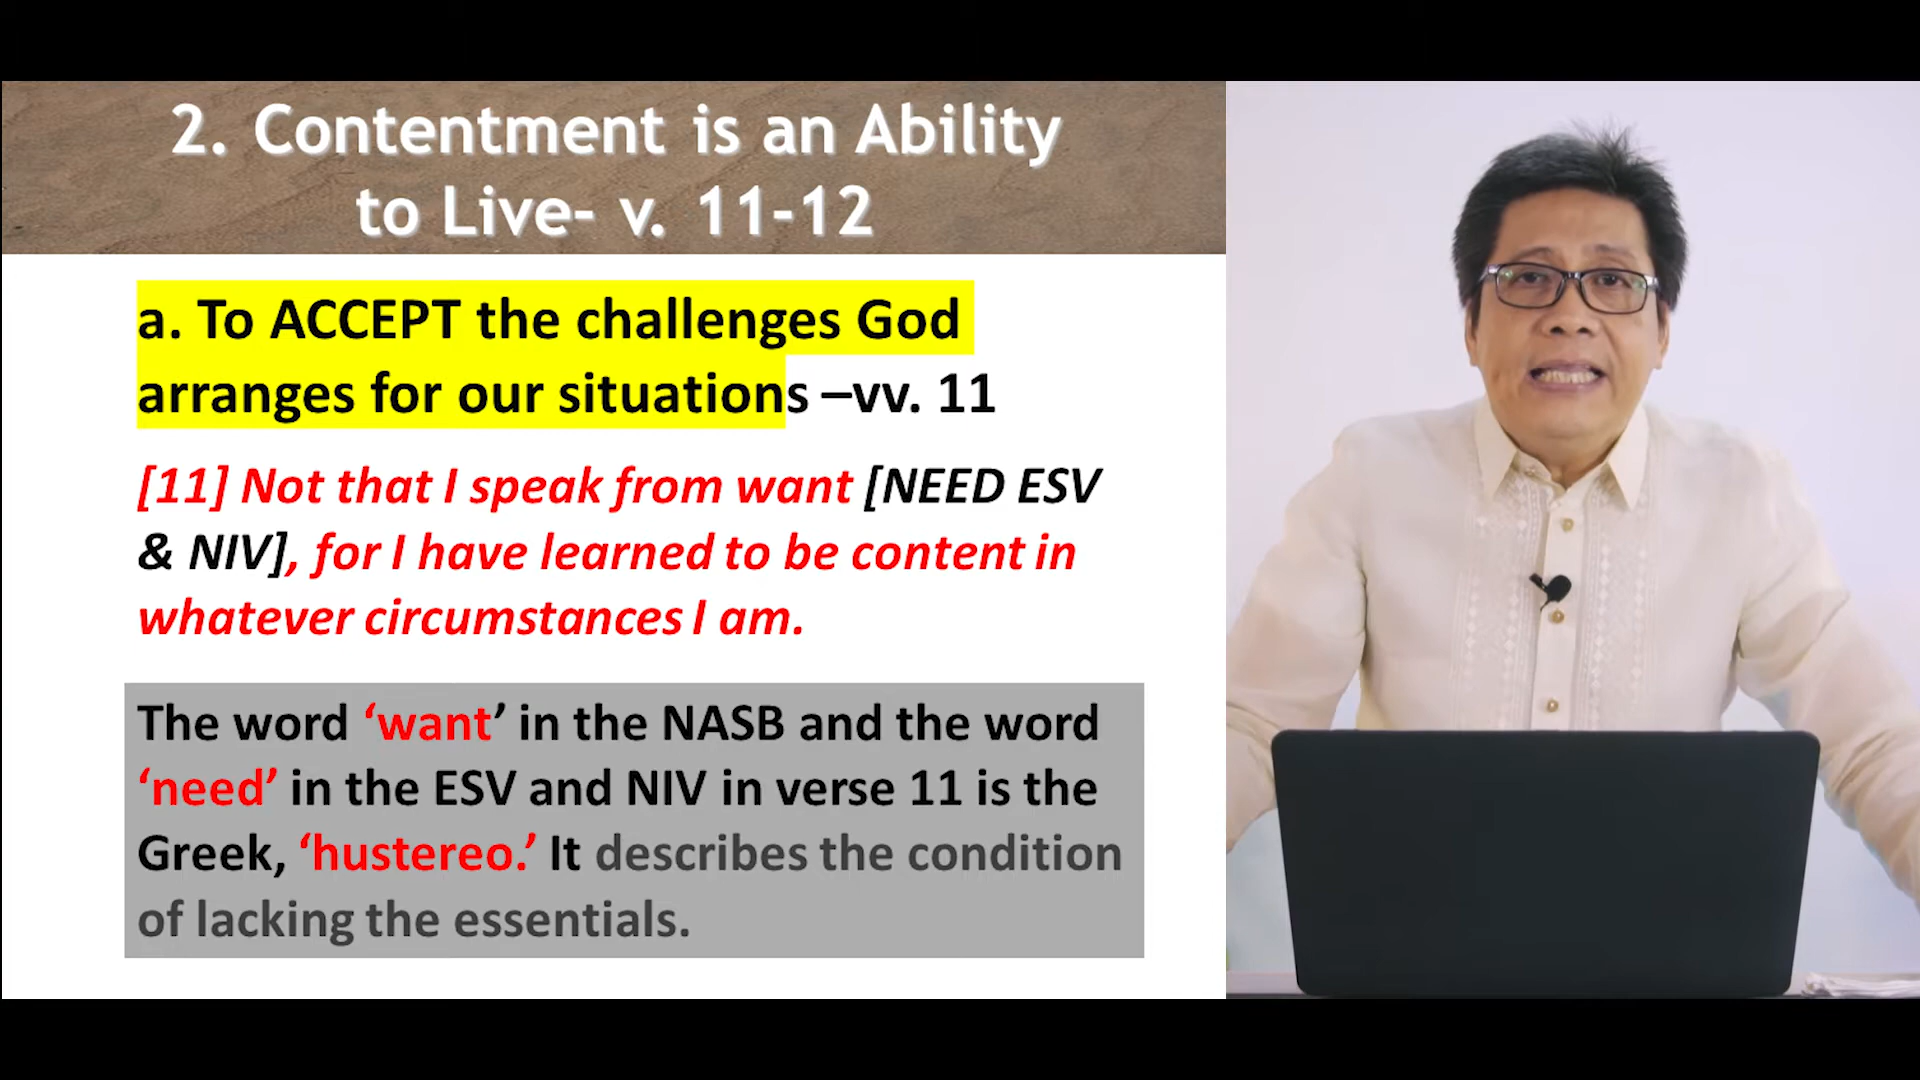 2. Contentment is an Ability
to Live- v. 11-12
a. To ACCEPT the challenges God
arranges for our situations –vv. 11
[11] Not that I speak from want [NEED ESV
& NIV], for I have learned to be content in
whatever circumstances I am.
The word ‘want’ in the NASB and the word
‘need’ in the ESV and NIV in verse 11 is the
Greek, ‘hustereo.’ It describes the condition
of lacking the essentials.